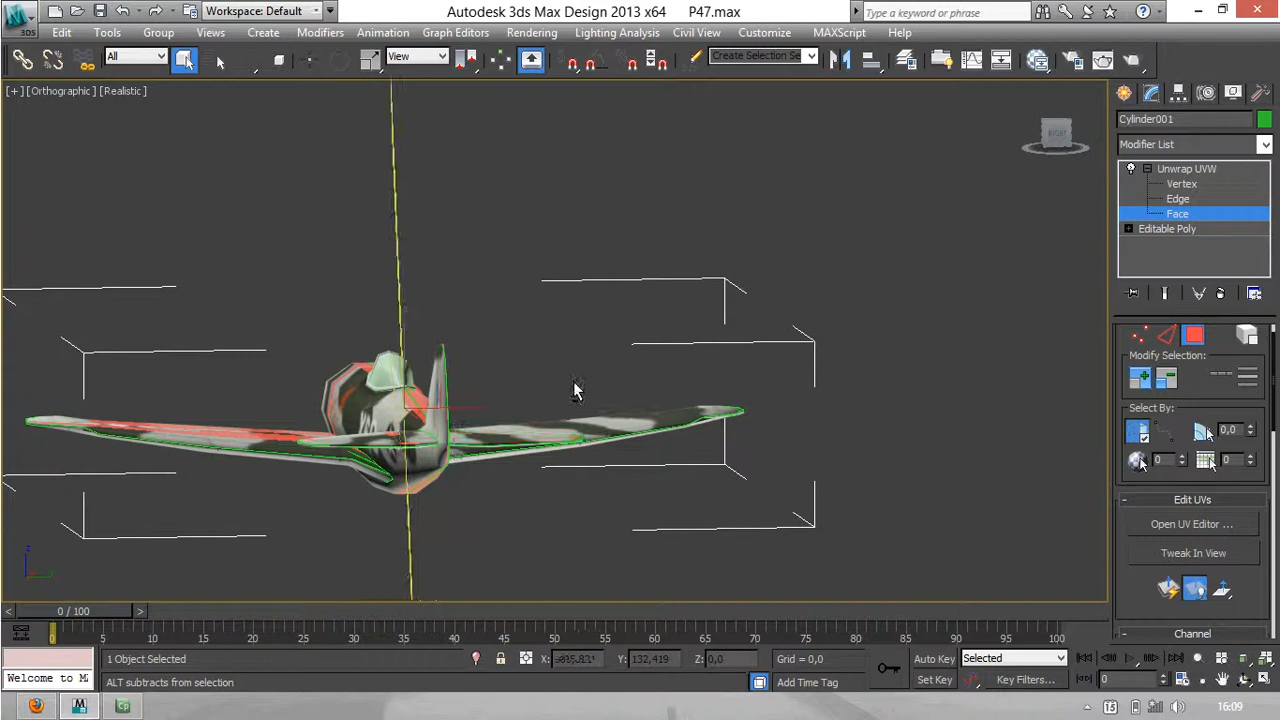 Workspace: Default
Autodesk 3ds Max Design 2013 x64 P47.max
Type a keyword or phrase
3DS
Edit Tools Group Views Create Modifiers Animation Graph Editors Rendering Lighting Analysis Civil View Customize MAXScript Help
All View Create Selection Se
[+] [Orthographic] [Realistic]
RIGHT
Cylinder001
Modifier List
Unwrap UVW
Vertex
Edge
Face
Editable Poly
Modify Selection:
Select By:
0,0
0 0
Edit UVs
Open UV Editor ...
Tweak In View
Channel
z
0 / 100
0 5 10 15 20 25 30 35 40 45 50 55 60 65 70 75 80 85 90 95 100
1 Object Selected X: Y: 132,419 Z: 0,0 Grid = 0,0 Auto Key Selected
Welcome to M ALT subtracts from selection Add Time Tag Set Key Key Filters... 0
16:09